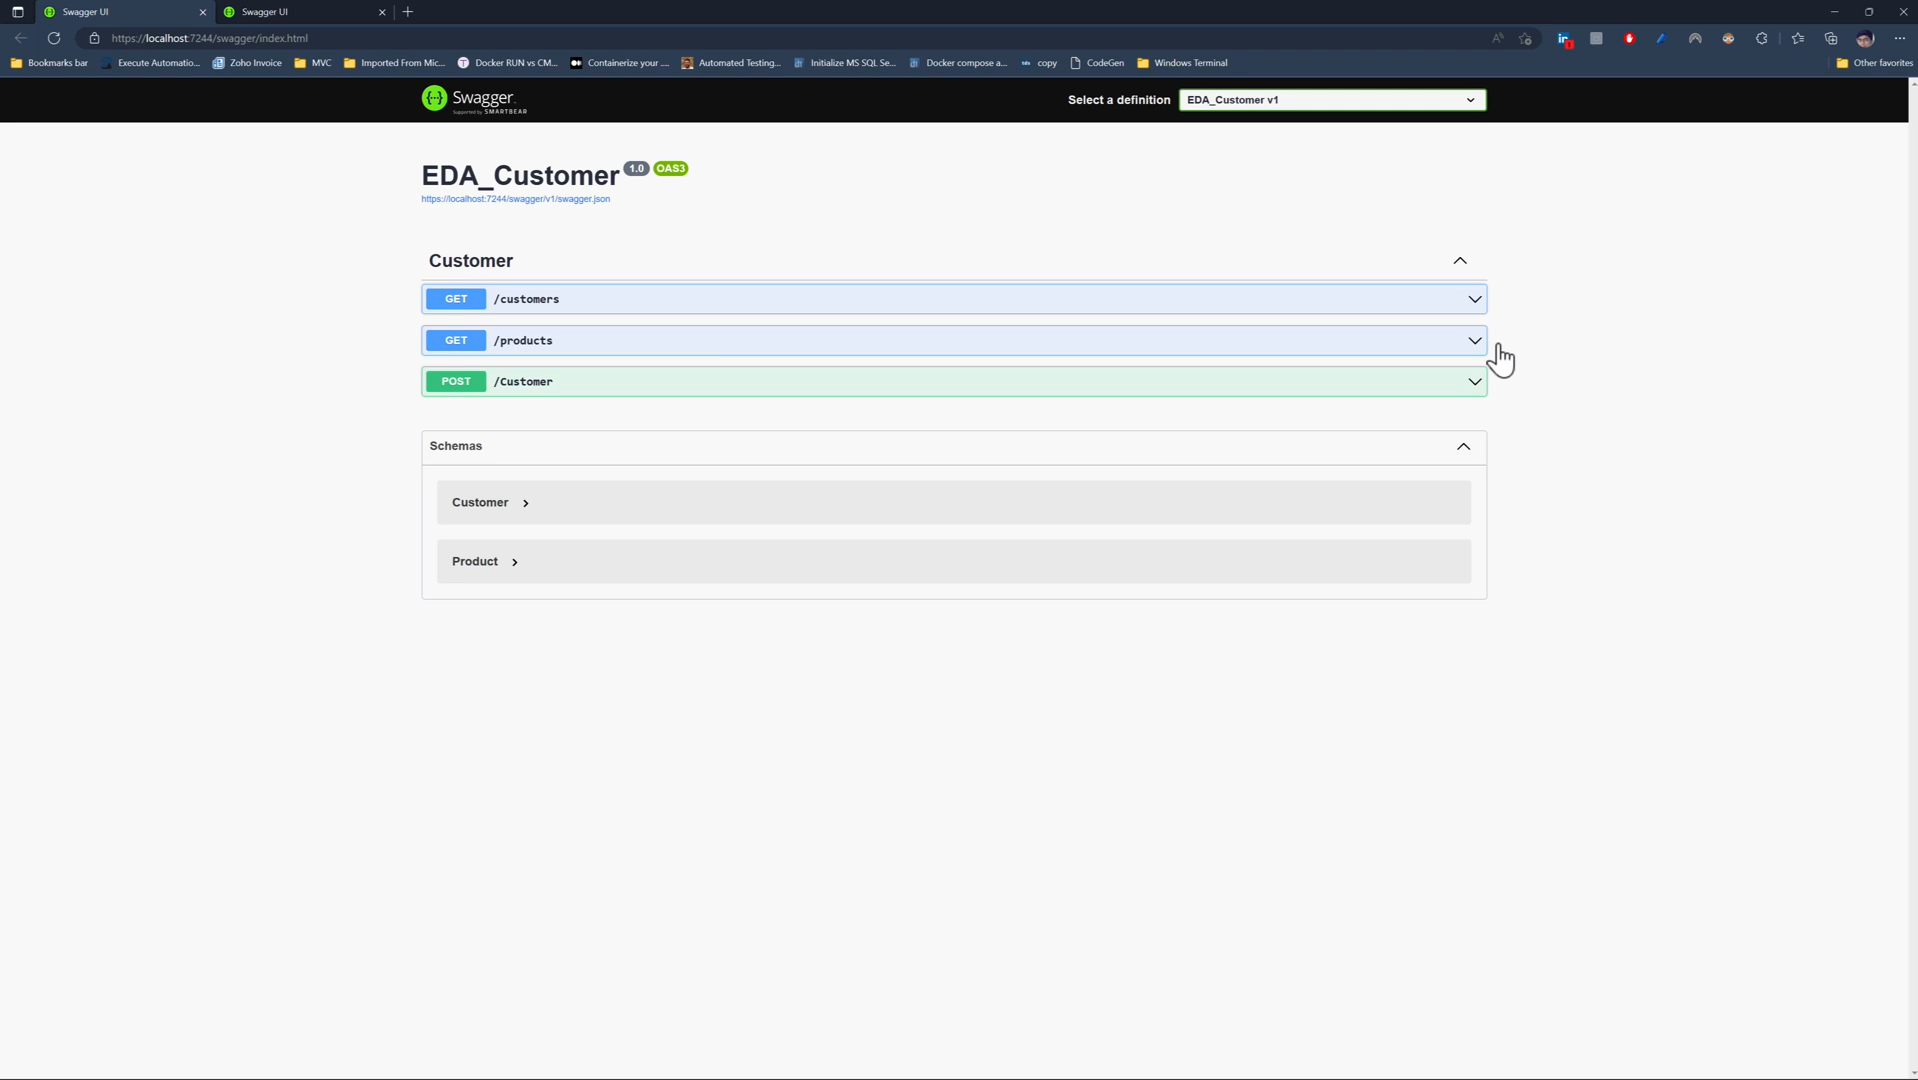 Swagger UI
Swagger UI
https://localhost:7244/swagger/index.html
Bookmarks bar
Execute Automatio...
Zoho Invoice
MVC
Imported From Mic...
Docker RUN vs CM...
Containerize your ....
Automated Testing...
Initialize MS SQL Se...
Docker compose a...
copy
CodeGen
Windows Terminal
Other favorites
Swagger
Supported by SMARTBEAR
Select a definition
EDA_Customer v1
EDA_Customer 1.0 OAS3
https://localhost:7244/swagger/v1/swagger.json
Customer
GET /customers
GET /products
POST /Customer
Schemas
Customer
Product